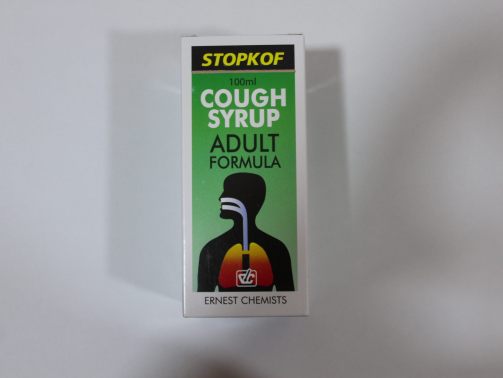 STOPKOF
100ml
COUGH
SYRUP
ADULT
FORMULA
ERNEST CHEMISTS